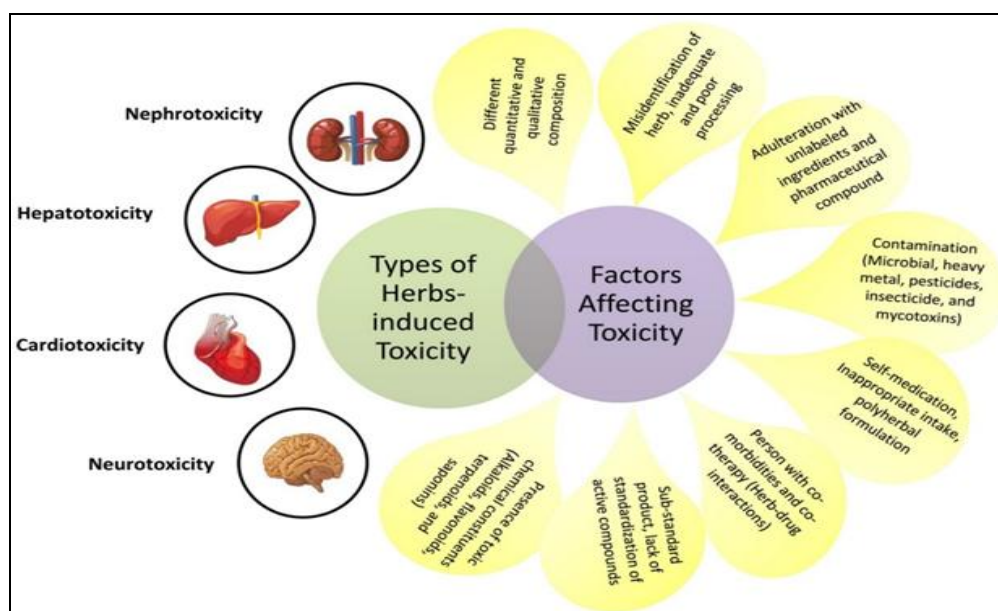 Nephrotoxicity
Hepatotoxicity
Cardiotoxicity
Neurotoxicity
Types of
Herbs-
induced
Toxicity
Factors
Affecting
Toxicity
Different
quantitative and
qualitative
composition
Misidentification of
herb, inadequate
and poor
processing
Adulteration with
unlabeled
ingredients and
pharmaceutical
compound
Contamination
(Microbial, heavy
metal, pesticides,
insecticide, and
mycotoxins)
Self-medication,
Inappropriate intake,
polyherbal
formulation
Person with co-
morbidities and co-
therapy (Herb-drug
interactions)
Sub-standard
product, lack of
standardization of
active compounds
Presence of toxic
chemical constituents
(Alkaloids, flavonoids,
terpenoids, and
saponins)